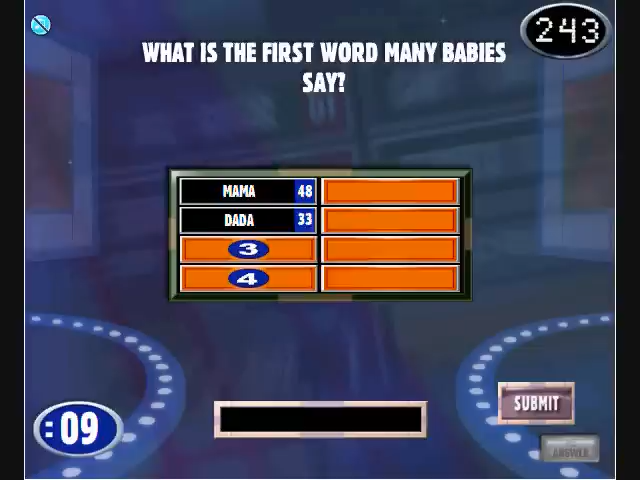 243
WHAT IS THE FIRST WORD MANY BABIES
SAY?
MAMA 48
DADA 33
3
4
SUBMIT
:09
ANSWER